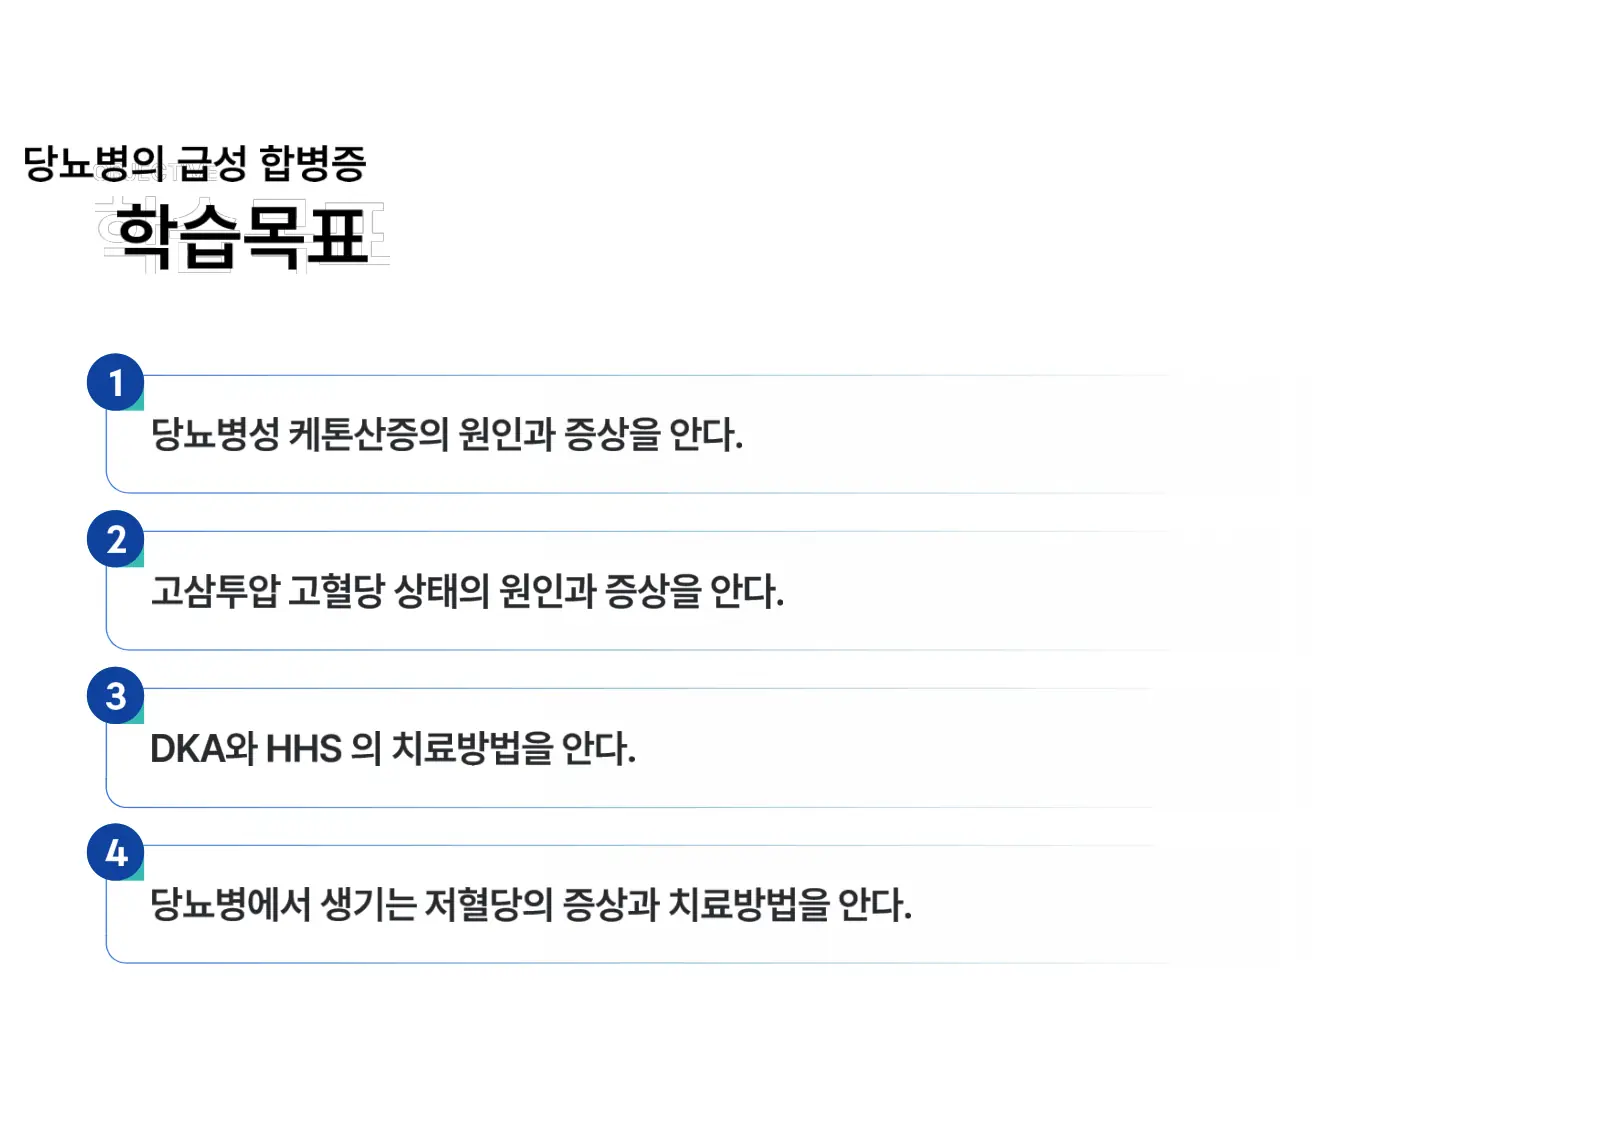 당뇨병의 급성 합병증
OBJECTIVE
학습목표
1
당뇨병성 케톤산증의 원인과 증상을 안다.
2
고삼투압 고혈당 상태의 원인과 증상을 안다.
3
DKA와 HHS 의 치료방법을 안다.
4
당뇨병에서 생기는 저혈당의 증상과 치료방법을 안다.